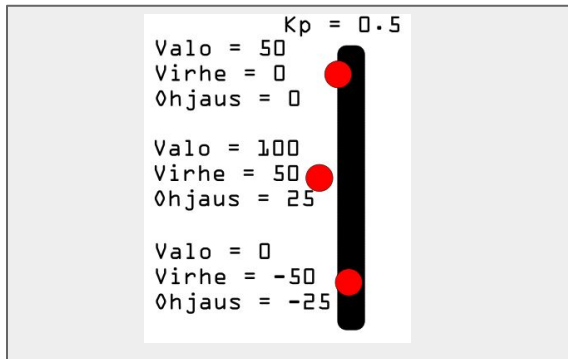 Kp = 0.5
Valo = 50
Virhe = 0
Ohjaus = 0
Valo = 100
Virhe = 50
Ohjaus = 25
Valo = 0
Virhe = -50
Ohjaus = -25